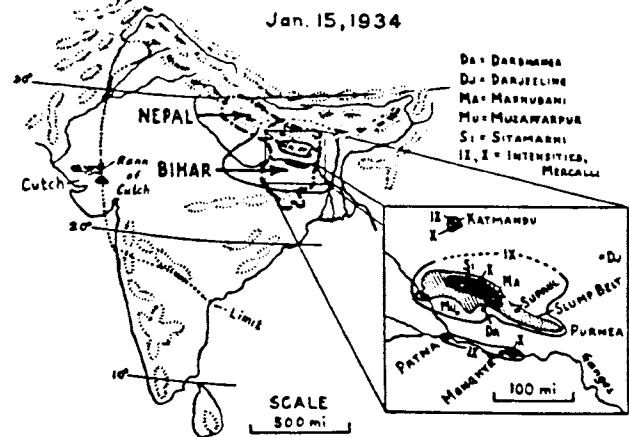 Jan. 15, 1934
DA = DARBHANGA
DJ = DARJEELING
MA = MADHUBANI
MU = MUZAFFARPUR
SI = SITAMARHI
IX, X = INTENSITIES,
MERCALLI
30°
NEPAL
BIHAR
Rann
of
Cutch
Cutch
20°
Limit
10°
SCALE
500 mi
IX
X
KATMANDU
IX
DJ
SI
X
MA
SUPAUL
SLUMP BELT
MU
DA
PURNEA
PATNA
IX
X
MONGHYR
Ganges
100 mi